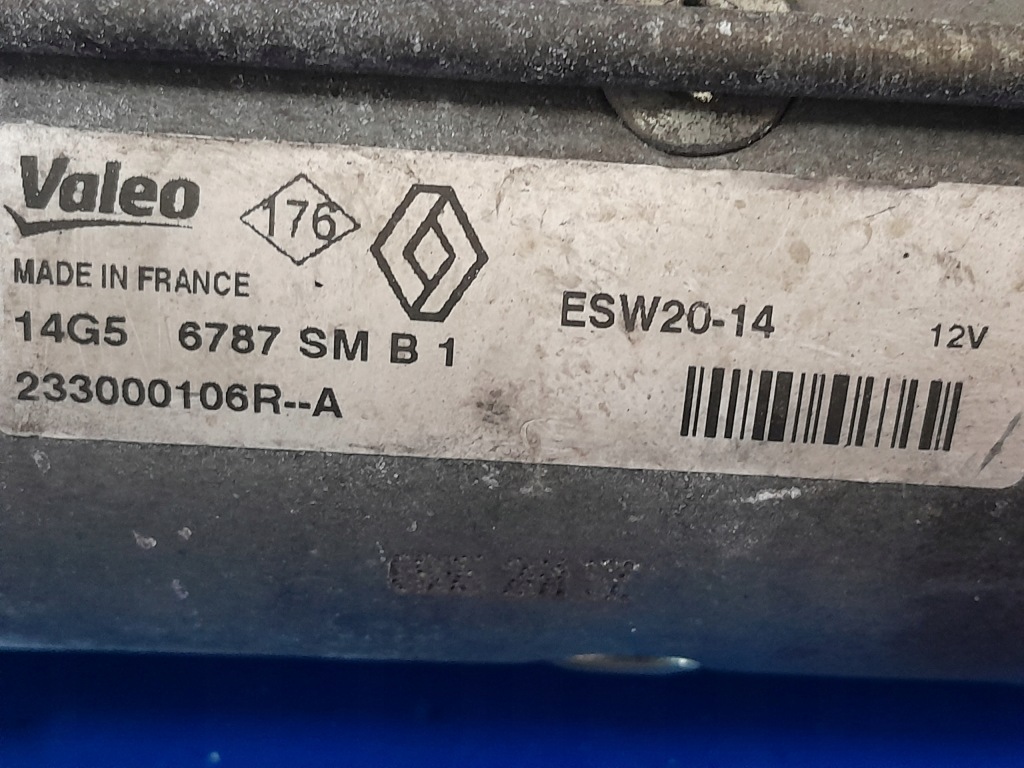 Valeo
176
MADE IN FRANCE
14G5 6787 SM B 1
233000106R--A
ESW20-14
12V